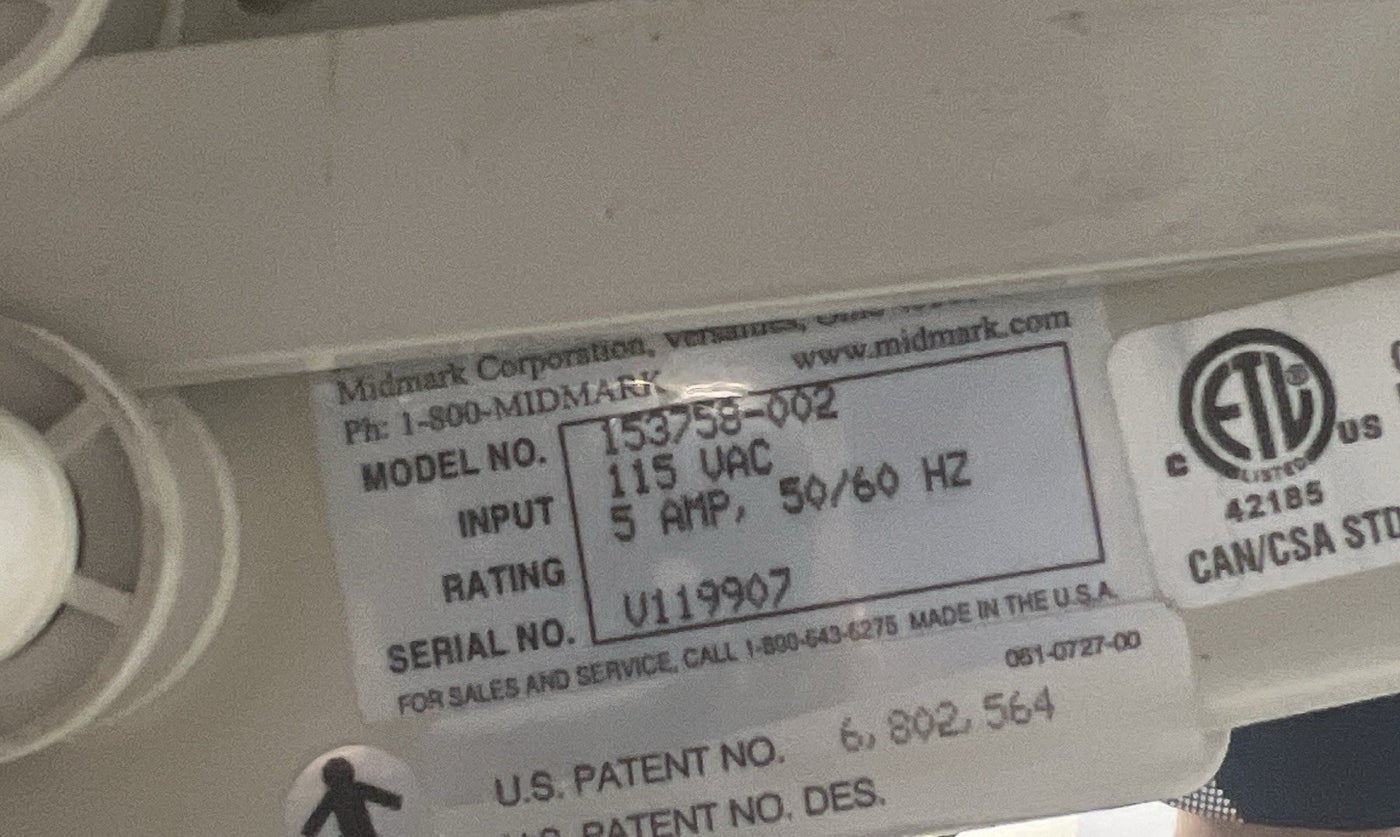 Midmark Corporation, Versailles, Ohio
Ph: 1-800-MIDMARK www.midmark.com
MODEL NO. 153758-002
INPUT 115 VAC
RATING 5 AMP, 50/60 HZ
SERIAL NO. V119907
FOR SALES AND SERVICE, CALL 1-800-643-6275 MADE IN THE U.S.A.
061-0727-00
U.S. PATENT NO. 6,802,564
U.S. PATENT NO. DES.
ETL
C US
LISTED
42185
CAN/CSA STD